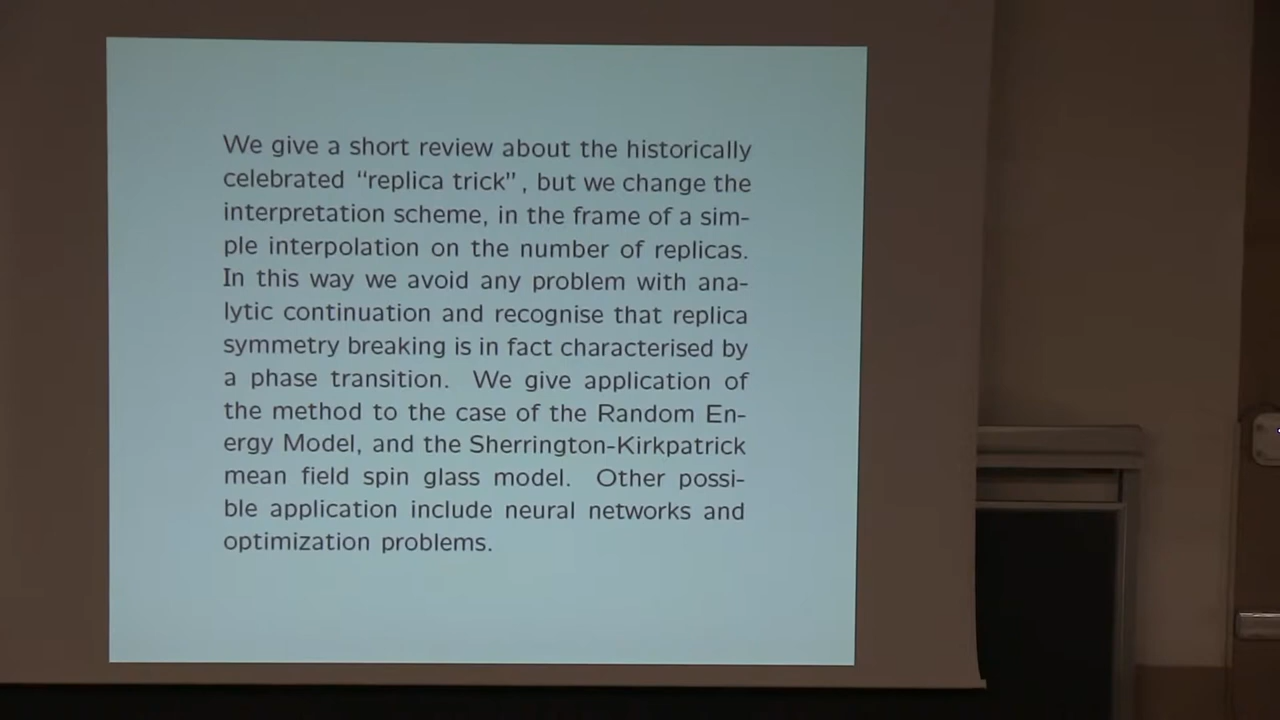 We give a short review about the historically
celebrated “replica trick” , but we change the
interpretation scheme, in the frame of a sim-
ple interpolation on the number of replicas.
In this way we avoid any problem with ana-
lytic continuation and recognise that replica
symmetry breaking is in fact characterised by
a phase transition. We give application of
the method to the case of the Random En-
ergy Model, and the Sherrington-Kirkpatrick
mean field spin glass model. Other possi-
ble application include neural networks and
optimization problems.